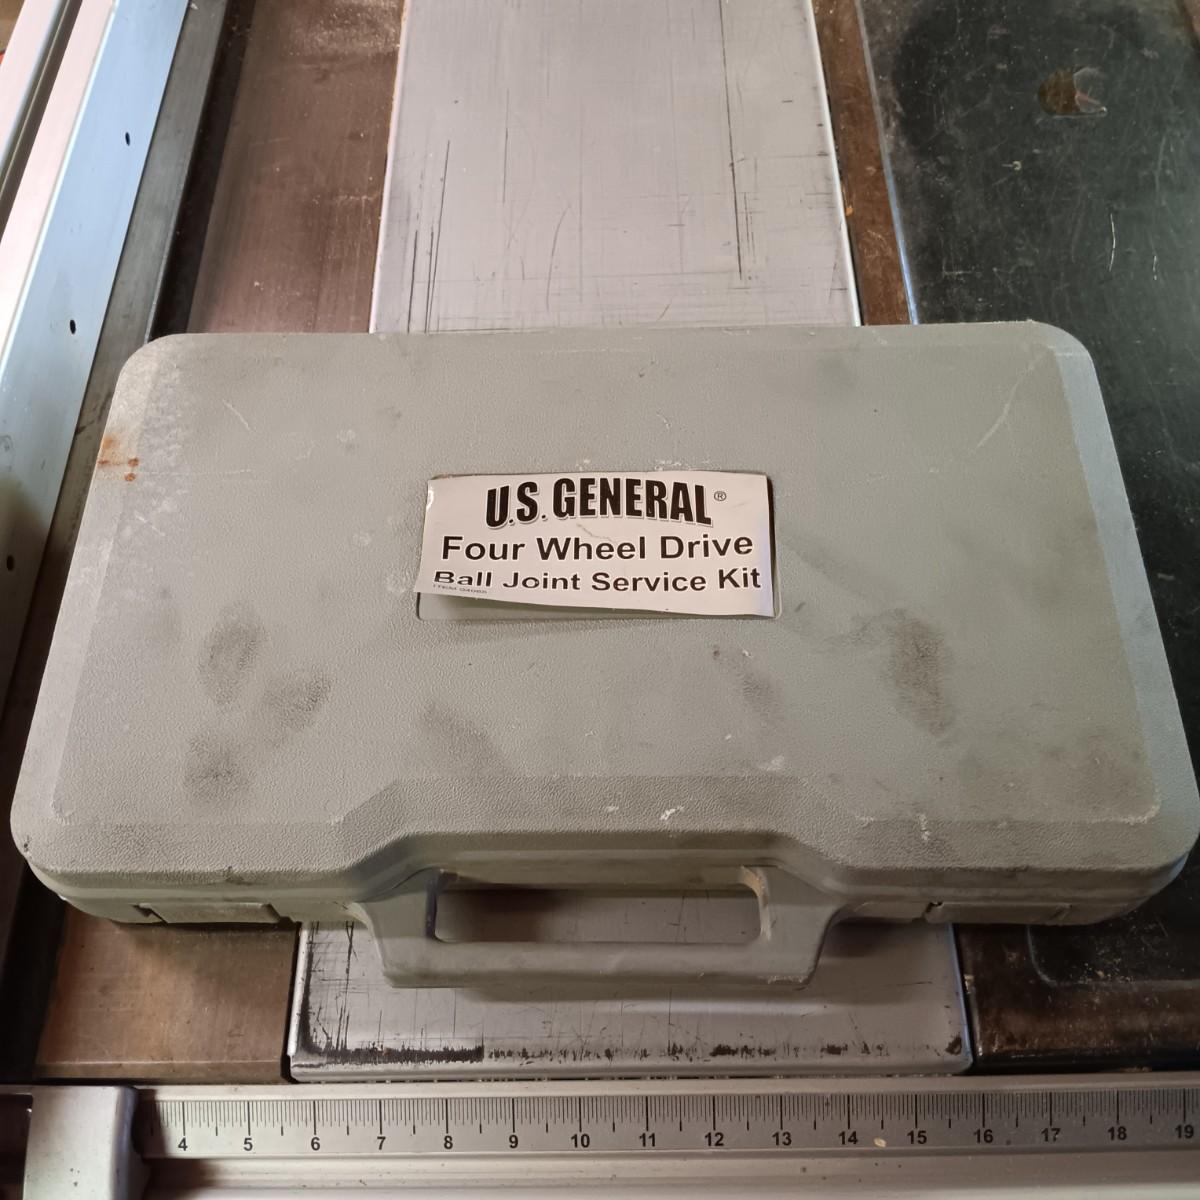 U.S. GENERAL®
Four Wheel Drive
Ball Joint Service Kit
4 5 6 7 8 9 10 11 12 13 14 15 16 17 18 19